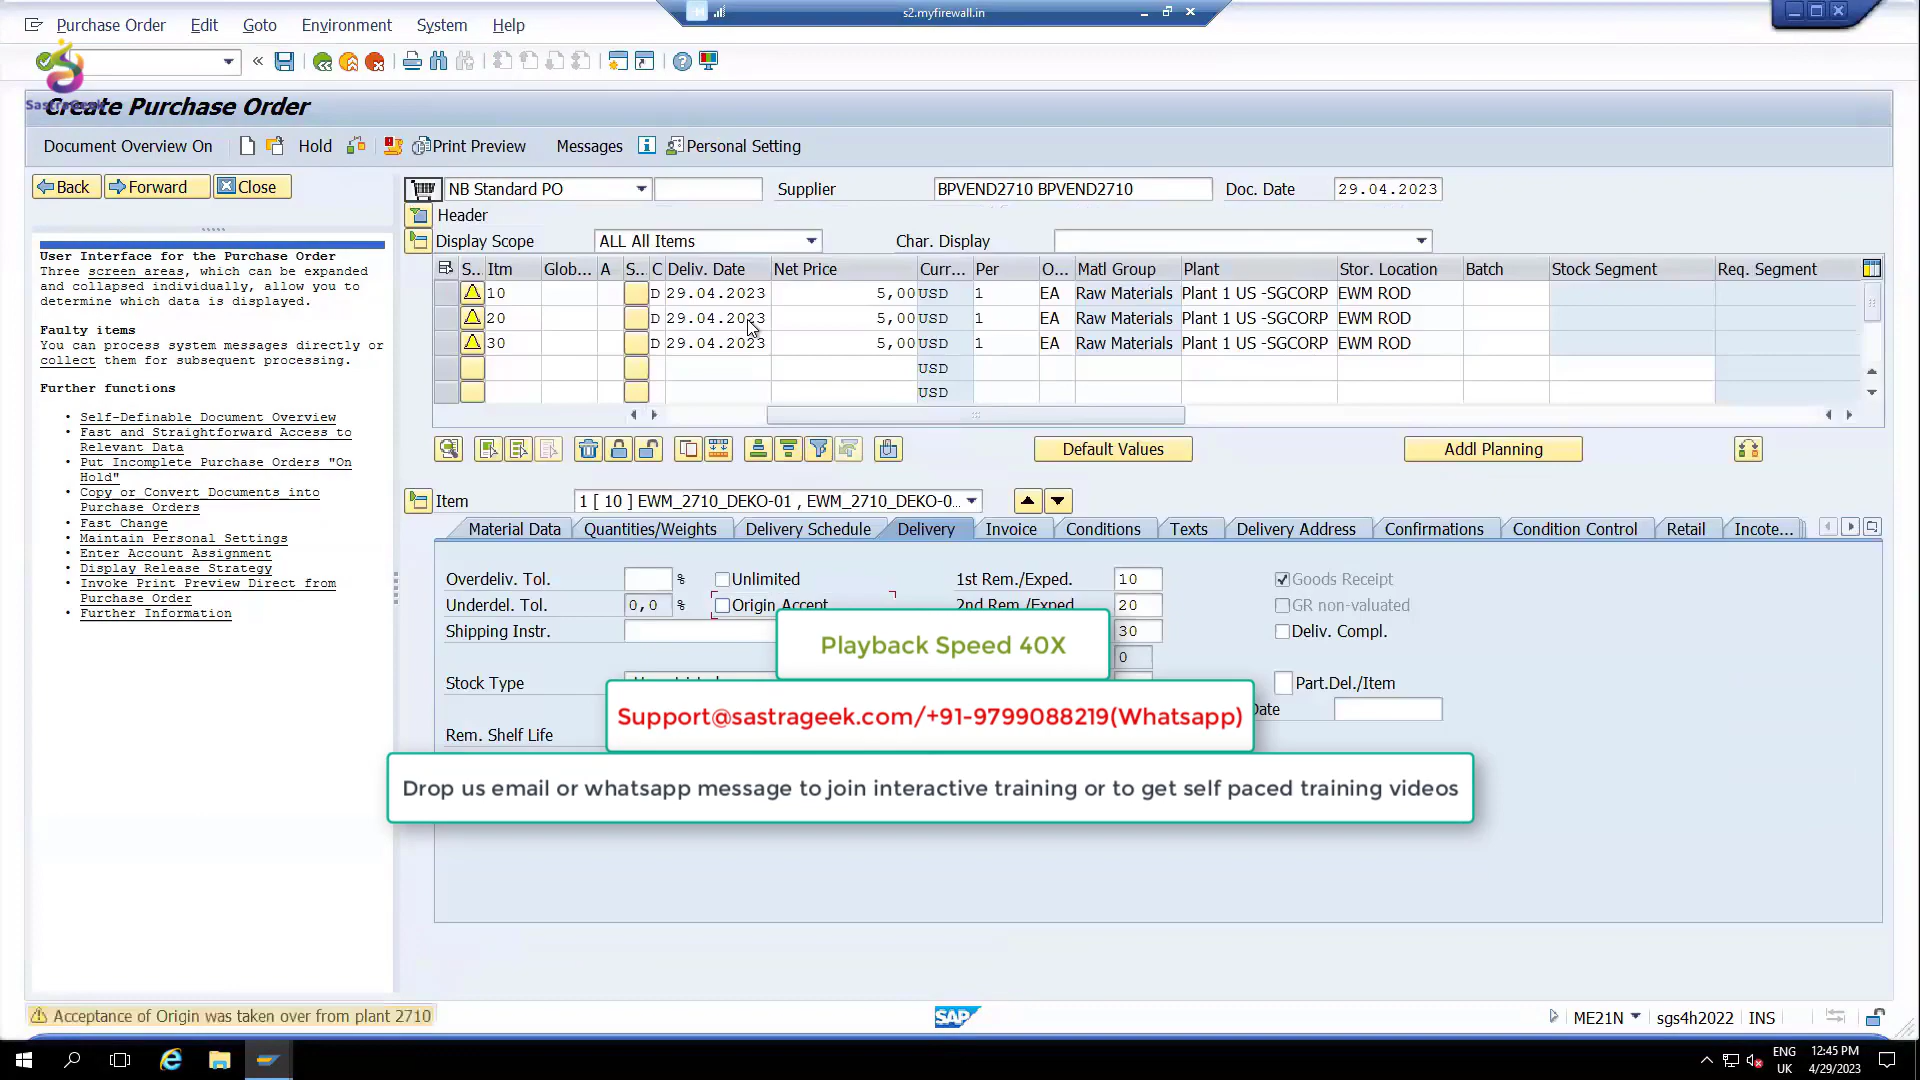 s2.myfirewall.in
Purchase Order Edit Goto Environment System Help
Create Purchase Order
Document Overview On Hold Print Preview Messages Personal Setting
Back Forward Close
NB Standard PO Supplier BPVEND2710 BPVEND2710 Doc. Date 29.04.2023
Header
Display Scope ALL All Items Char. Display
S... Itm Glob... A S... C Deliv. Date Net Price Curr... Per O... Matl Group Plant Stor. Location Batch Stock Segment Req. Segment
10 D 29.04.2023 5,00 USD 1 EA Raw Materials Plant 1 US -SGCORP EWM ROD
20 D 29.04.2023 5,00 USD 1 EA Raw Materials Plant 1 US -SGCORP EWM ROD
30 D 29.04.2023 5,00 USD 1 EA Raw Materials Plant 1 US -SGCORP EWM ROD
USD
USD
Default Values Addl Planning
Item 1 [ 10 ] EWM_2710_DEKO-01 , EWM_2710_DEKO-0...
Material Data Quantities/Weights Delivery Schedule Delivery Invoice Conditions Texts Delivery Address Confirmations Condition Control Retail Incote...
Overdeliv. Tol. % Unlimited 1st Rem./Exped. 10 Goods Receipt
Underdel. Tol. 0,0 % Origin Accept 2nd Rem./Exped. 20 GR non-valuated
Shipping Instr. 30 Deliv. Compl.
0
Stock Type Part.Del./Item
Date
Rem. Shelf Life
Playback Speed 40X
Support@sastrageek.com/+91-9799088219(Whatsapp)
Drop us email or whatsapp message to join interactive training or to get self paced training videos
User Interface for the Purchase Order
Three screen areas, which can be expanded
and collapsed individually, allow you to
determine which data is displayed.
Faulty items
You can process system messages directly or
collect them for subsequent processing.
Further functions
• Self-Definable Document Overview
• Fast and Straightforward Access to
Relevant Data
• Put Incomplete Purchase Orders "On
Hold"
• Copy or Convert Documents into
Purchase Orders
• Fast Change
• Maintain Personal Settings
• Enter Account Assignment
• Display Release Strategy
• Invoke Print Preview Direct from
Purchase Order
• Further Information
Acceptance of Origin was taken over from plant 2710
SAP
ME21N sgs4h2022 INS
ENG
UK
12:45 PM
4/29/2023